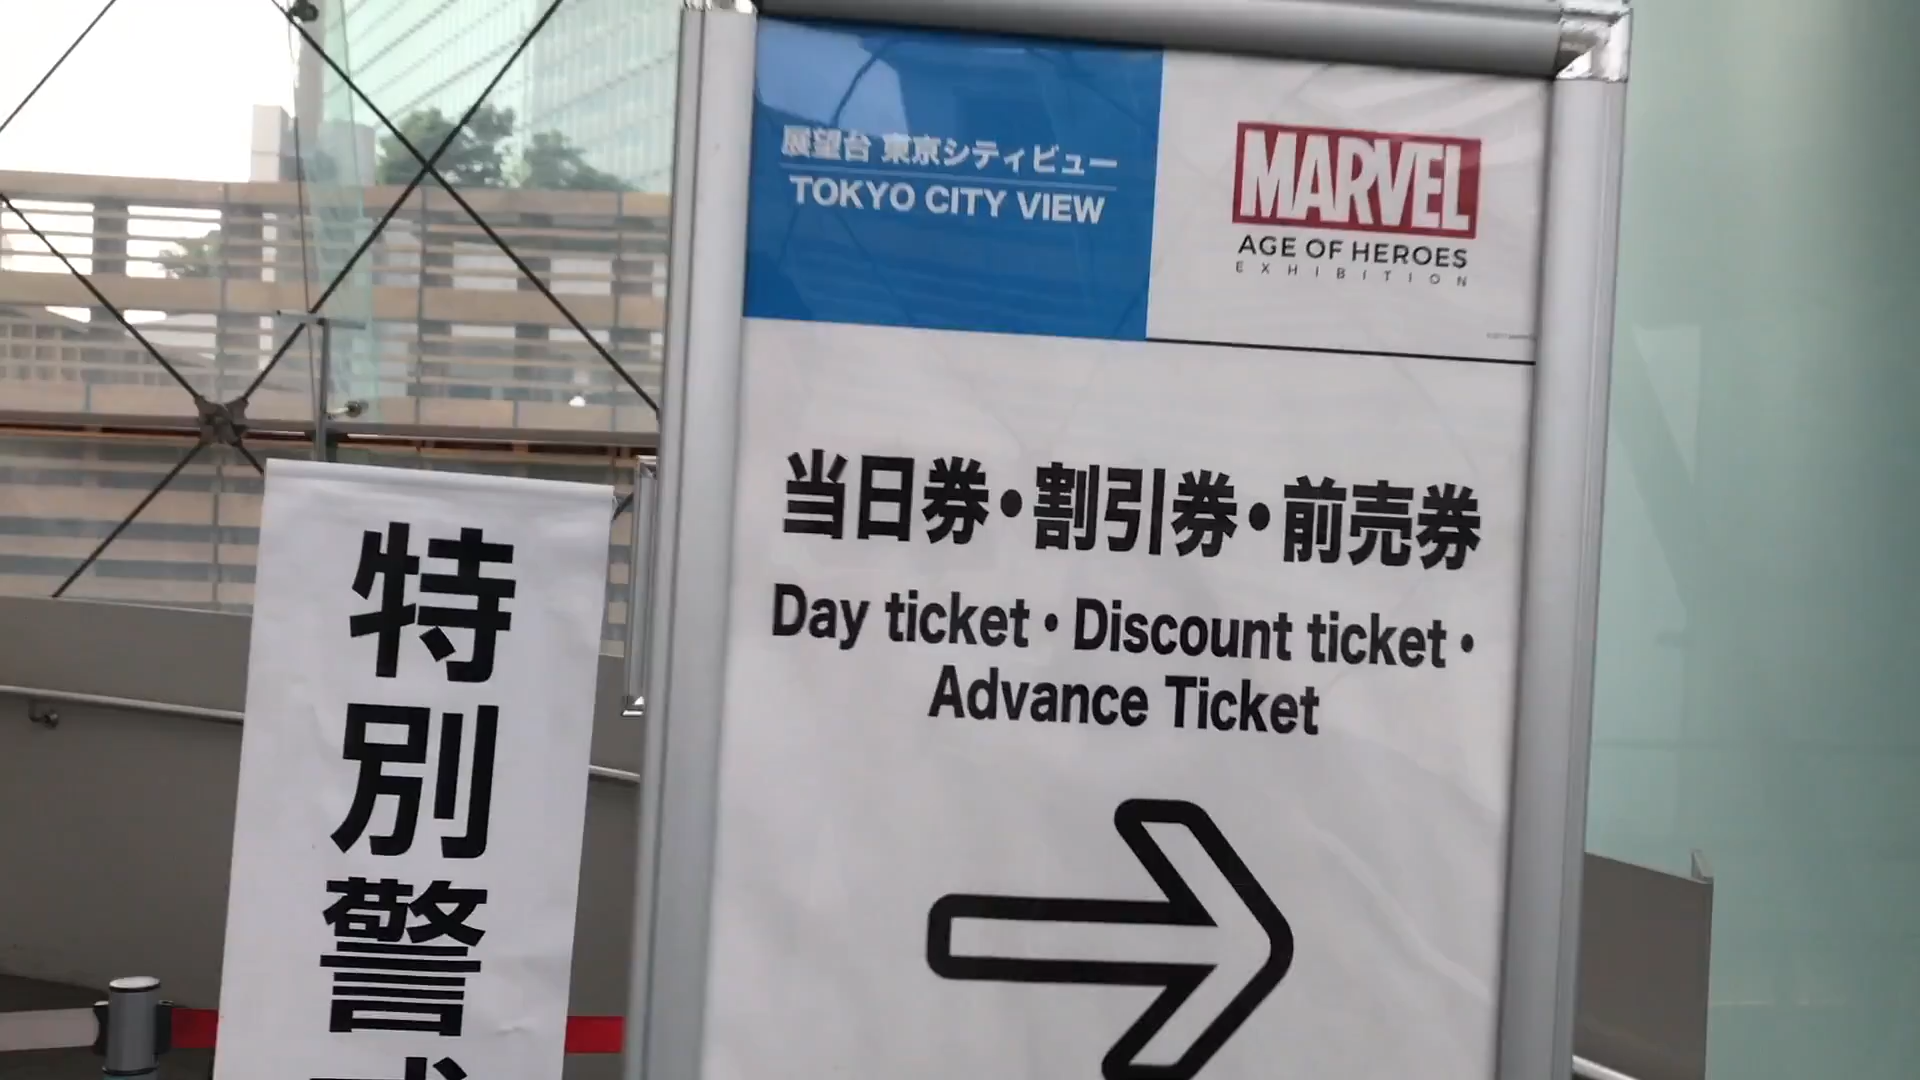 展望台 東京シティビュー
TOKYO CITY VIEW
MARVEL
AGE OF HEROES
EXHIBITION
当日券・割引券・前売券
Day ticket・Discount ticket・
Advance Ticket
特別警